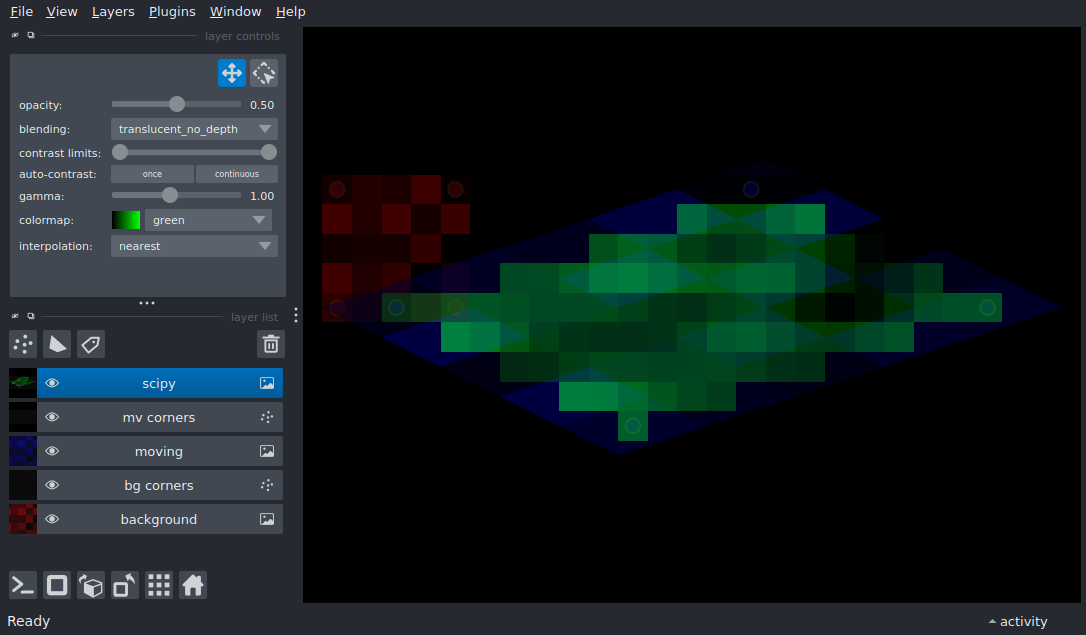 File View Layers Plugins Window Help
layer controls
opacity: 0.50
blending: translucent_no_depth
contrast limits:
auto-contrast: once continuous
gamma: 1.00
colormap: green
interpolation: nearest
layer list
scipy
mv corners
moving
bg corners
background
Ready
activity